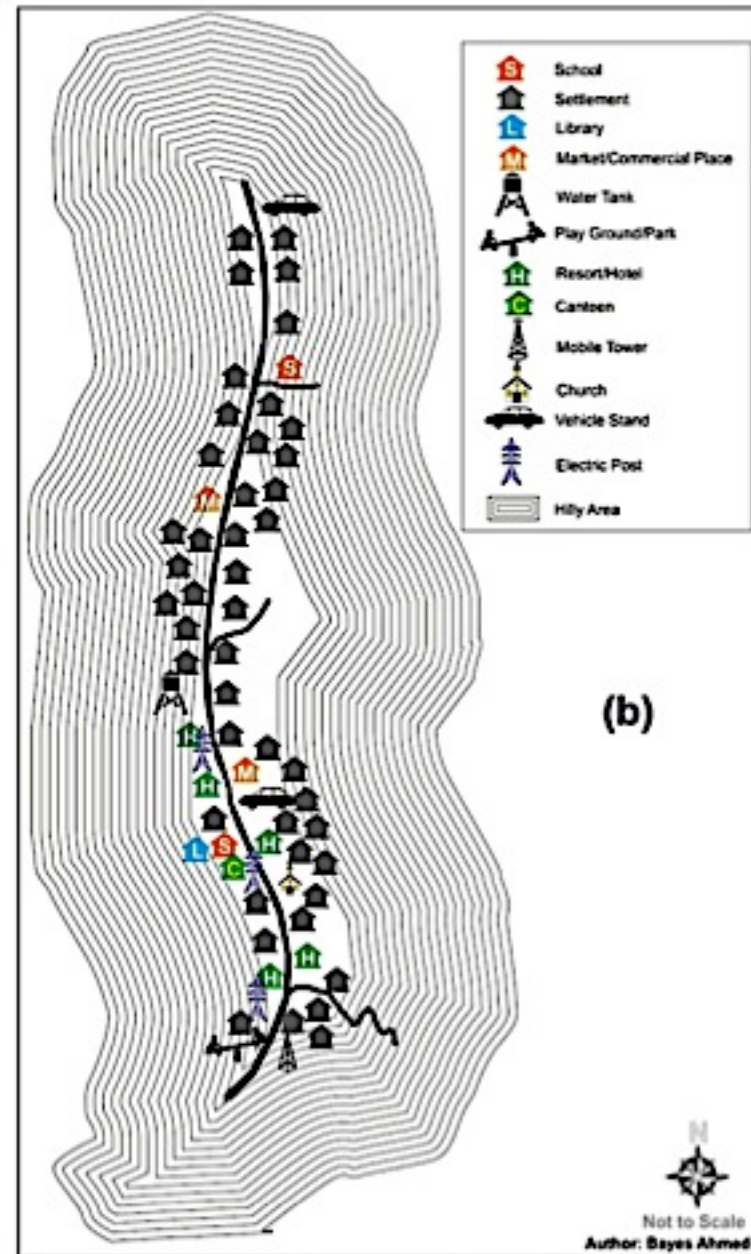 S School
Settlement
L Library
M Market/Commercial Place
Water Tank
Play Ground/Park
H Resort/Hotel
C Canteen
Mobile Tower
Church
Vehicle Stand
Electric Post
Hilly Area
S
M
H
M
H
S
H
L
C
H
H
(b)
N
Not to Scale
Author: Bayes Ahmed